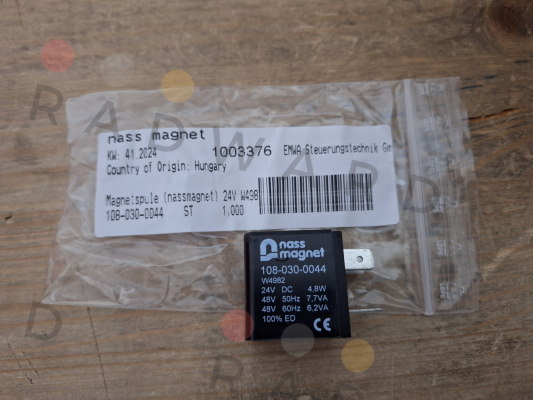 nass magnet
KW: 41.2024 1003376 EMWA Steuerungstechnik Gm
Country of Origin: Hungary
Magnetspule (nassmagnet) 24V W498
108-030-0044 ST 1,000
nass
magnet
108-030-0044
W4982
24V DC 4,8W
48V 50Hz 7,7VA
48V 60Hz 6,2VA
100% ED CE
RADWARD